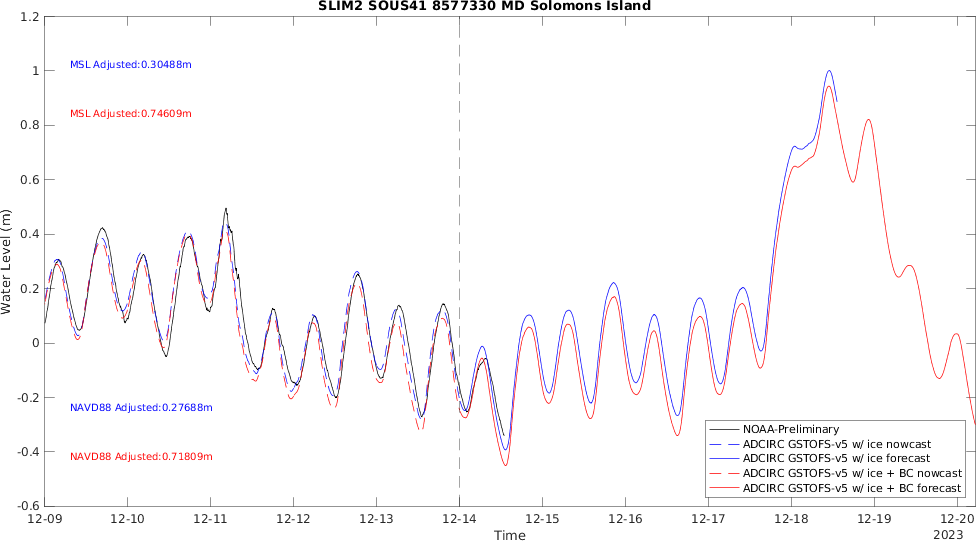 SLIM2 SOUS41 8577330 MD Solomons Island
1.2
1
0.8
0.6
0.4
0.2
0
-0.2
-0.4
-0.6
Water Level (m)
MSL Adjusted:0.30488m
MSL Adjusted:0.74609m
NAVD88 Adjusted:0.27688m
NAVD88 Adjusted:0.71809m
NOAA-Preliminary
ADCIRC GSTOFS-v5 w/ ice nowcast
ADCIRC GSTOFS-v5 w/ ice forecast
ADCIRC GSTOFS-v5 w/ ice + BC nowcast
ADCIRC GSTOFS-v5 w/ ice + BC forecast
12-09 12-10 12-11 12-12 12-13 12-14 12-15 12-16 12-17 12-18 12-19 12-20
Time
2023